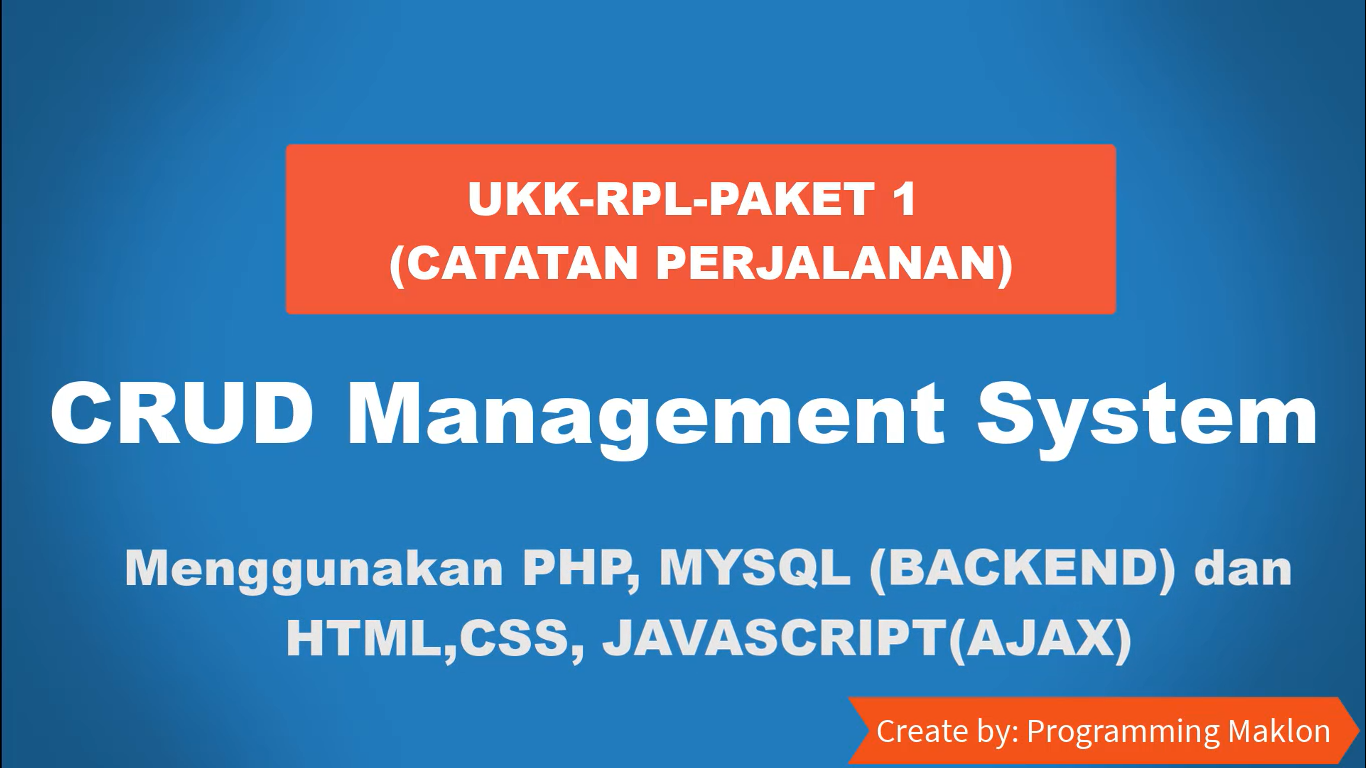 UKK-RPL-PAKET 1
(CATATAN PERJALANAN)
CRUD Management System
Menggunakan PHP, MYSQL (BACKEND) dan
HTML,CSS, JAVASCRIPT(AJAX)
Create by: Programming Maklon